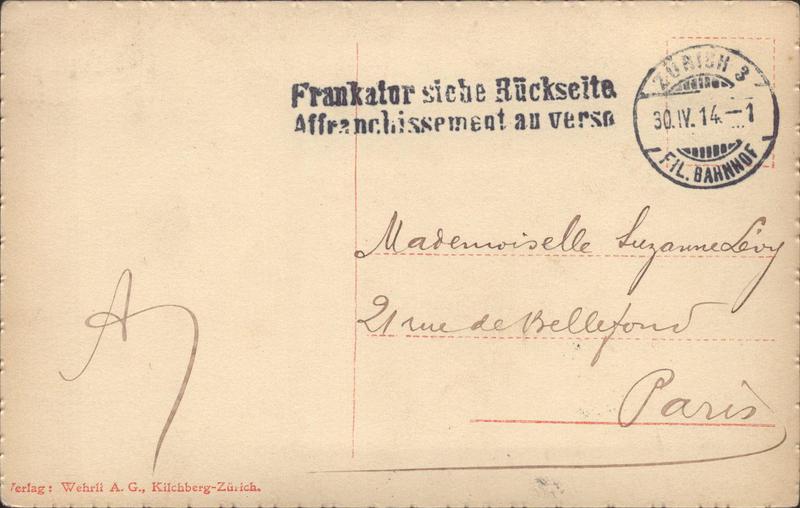 Frankatur siehe Rückseite
Affranchissement au verso
ZÜRICH 3
30.IV.14.—1
FIL. BAHNHOF
Mademoiselle Suzanne Lévy
21 rue de Bellefond
Paris
Verlag: Wehrli A. G., Kilchberg-Zürich.